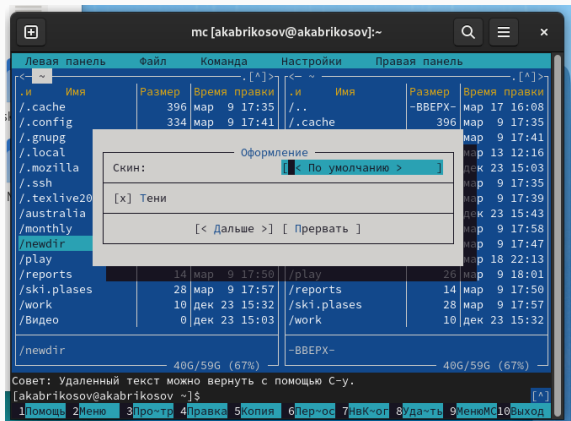 mc [akabrikosov@akabrikosov]:~
Левая панель Файл Команда Настройки Правая панель
<- ~ .[^]> <- ~ .[^]>
.и Имя Размер Время правки .и Имя Размер Время правки
/.cache 396 мар 9 17:35 /.. -ВВЕРХ- мар 17 16:08
/.config 334 мар 9 17:41 /.cache 396 мар 9 17:35
/.gnupg мар 9 17:41
/.local Оформление мар 13 12:16
/.mozilla Скин: [ < По умолчанию > ] дек 23 15:03
/.ssh мар 9 17:35
/.texlive20 [x] Тени мар 9 17:39
/australia дек 23 15:43
/monthly [< Дальше >] [ Прервать ] мар 9 17:58
/newdir мар 9 17:47
/play мар 18 22:13
/reports 14 мар 9 17:50 /play 26 мар 9 18:01
/ski.plases 28 мар 9 17:57 /reports 14 мар 9 17:50
/work 10 дек 23 15:32 /ski.plases 28 мар 9 17:57
/Видео 0 дек 23 15:03 /work 10 дек 23 15:32
/newdir -ВВЕРХ-
40G/59G (67%) 40G/59G (67%)
Совет: Удаленный текст можно вернуть с помощью C-y.
[akabrikosov@akabrikosov ~]$ [^]
1Помощь 2Меню 3Про~тр 4Правка 5Копия 6Пер~ос 7НвК~ог 8Уда~ть 9МенюMC 10Выход